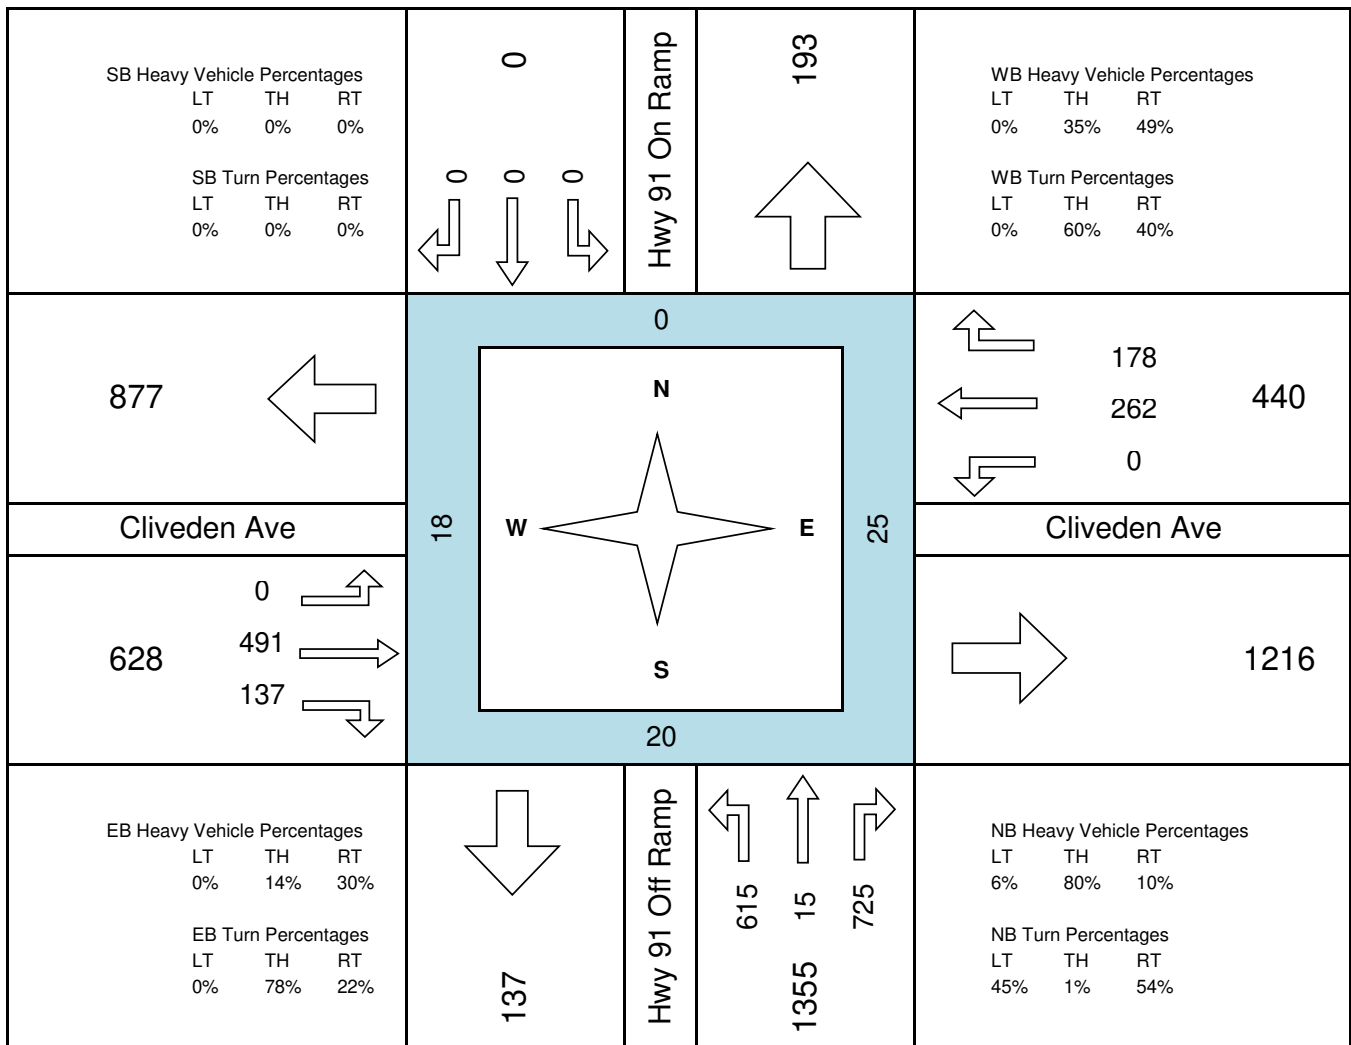 SB Heavy Vehicle Percentages
LT TH RT
0% 0% 0%
SB Turn Percentages
LT TH RT
0% 0% 0%
0
0 0 0
Hwy 91 On Ramp
193
WB Heavy Vehicle Percentages
LT TH RT
0% 35% 49%
WB Turn Percentages
LT TH RT
0% 60% 40%
877
0
N
W E
S
18
25
20
178
262
0
440
Cliveden Ave
Cliveden Ave
628
0
491
137
1216
EB Heavy Vehicle Percentages
LT TH RT
0% 14% 30%
EB Turn Percentages
LT TH RT
0% 78% 22%
137
Hwy 91 Off Ramp
615 15 725
1355
NB Heavy Vehicle Percentages
LT TH RT
6% 80% 10%
NB Turn Percentages
LT TH RT
45% 1% 54%